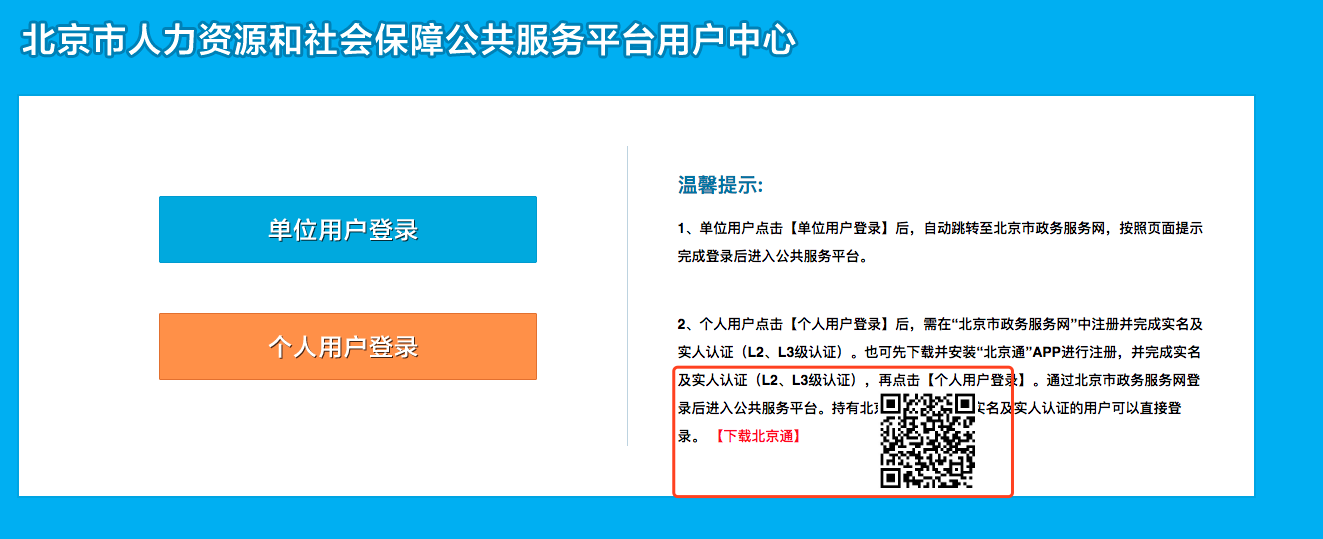 北京市人力资源和社会保障公共服务平台用户中心
单位用户登录
个人用户登录
温馨提示:
1、单位用户点击【单位用户登录】后，自动跳转至北京市政务服务网，按照页面提示
完成登录后进入公共服务平台。
2、个人用户点击【个人用户登录】后，需在“北京市政务服务网”中注册并完成实名及
实人认证（L2、L3级认证）。也可先下载并安装“北京通”APP进行注册，并完成实名
及实人认证（L2、L3级认证），再点击【个人用户登录】。通过北京市政务服务网登
录后进入公共服务平台。持有北 实名及实人认证的用户可以直接登
录。 【下载北京通】